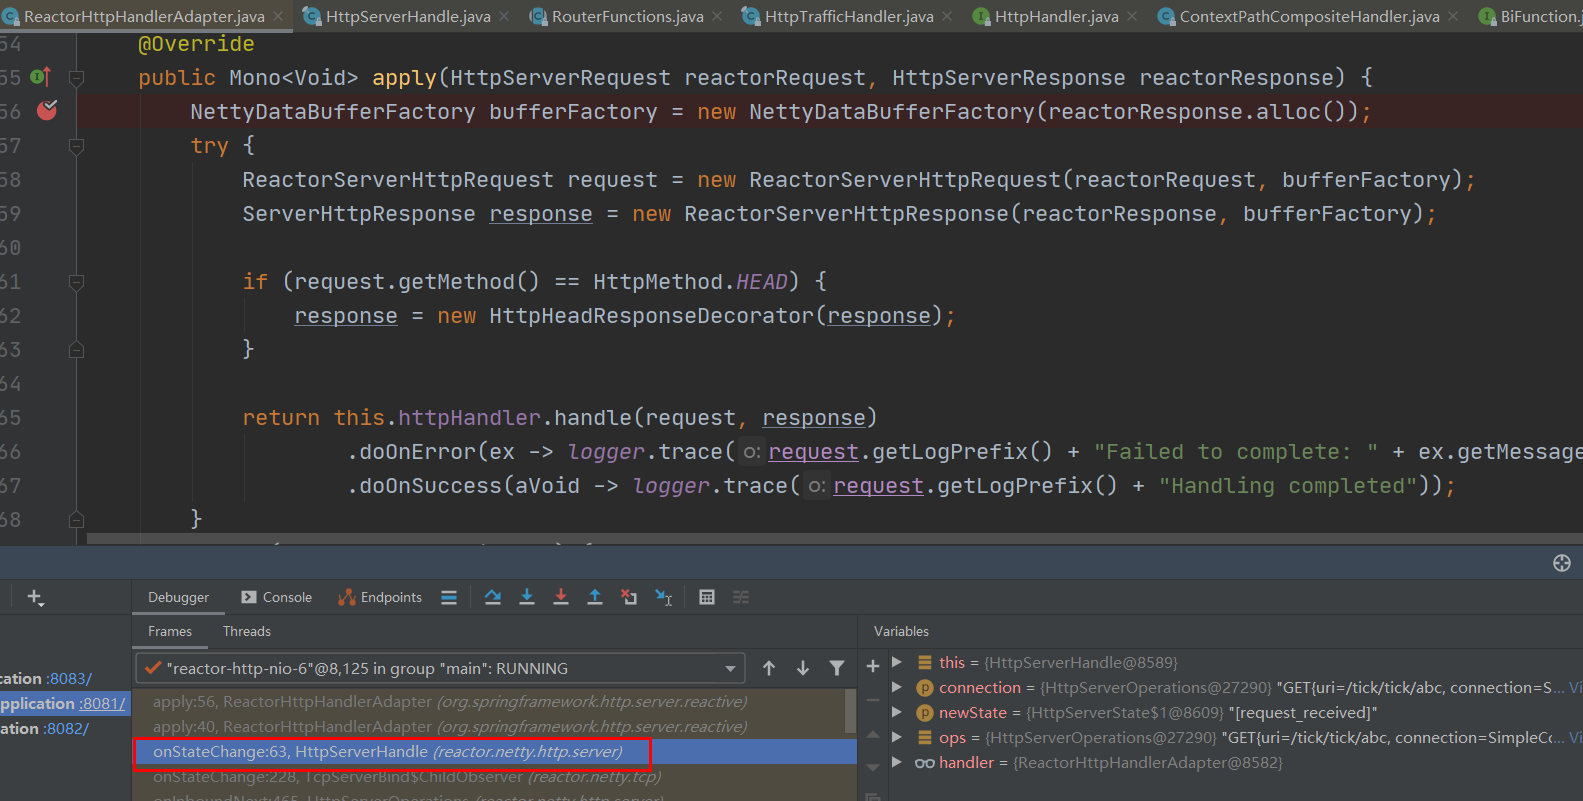 ReactorHttpHandlerAdapter.java HttpServerHandle.java RouterFunctions.java HttpTrafficHandler.java HttpHandler.java ContextPathCompositeHandler.java BiFunction.j
54 @Override
55 public Mono<Void> apply(HttpServerRequest reactorRequest, HttpServerResponse reactorResponse) {
56 NettyDataBufferFactory bufferFactory = new NettyDataBufferFactory(reactorResponse.alloc());
57 try {
58 ReactorServerHttpRequest request = new ReactorServerHttpRequest(reactorRequest, bufferFactory);
59 ServerHttpResponse response = new ReactorServerHttpResponse(reactorResponse, bufferFactory);
60
61 if (request.getMethod() == HttpMethod.HEAD) {
62 response = new HttpHeadResponseDecorator(response);
63 }
64
65 return this.httpHandler.handle(request, response)
66 .doOnError(ex -> logger.trace( o: request.getLogPrefix() + "Failed to complete: " + ex.getMessage
67 .doOnSuccess(aVoid -> logger.trace( o: request.getLogPrefix() + "Handling completed"));
68 }
Debugger Console Endpoints
Frames Threads Variables
"reactor-http-nio-6"@8,125 in group "main": RUNNING
cation :8083/
pplication :8081/
ation :8082/
apply:56, ReactorHttpHandlerAdapter (org.springframework.http.server.reactive)
apply:40, ReactorHttpHandlerAdapter (org.springframework.http.server.reactive)
onStateChange:63, HttpServerHandle (reactor.netty.http.server)
onStateChange:228, TcpServerBind$ChildObserver (reactor.netty.tcp)
onInboundNext:465, HttpServerOperations (reactor.netty.http.server)
this = {HttpServerHandle@8589}
connection = {HttpServerOperations@27290} "GET{uri=/tick/tick/abc, connection=S... Vi
newState = {HttpServerState$1@8609} "[request_received]"
ops = {HttpServerOperations@27290} "GET{uri=/tick/tick/abc, connection=SimpleCo... Vi
handler = {ReactorHttpHandlerAdapter@8582}